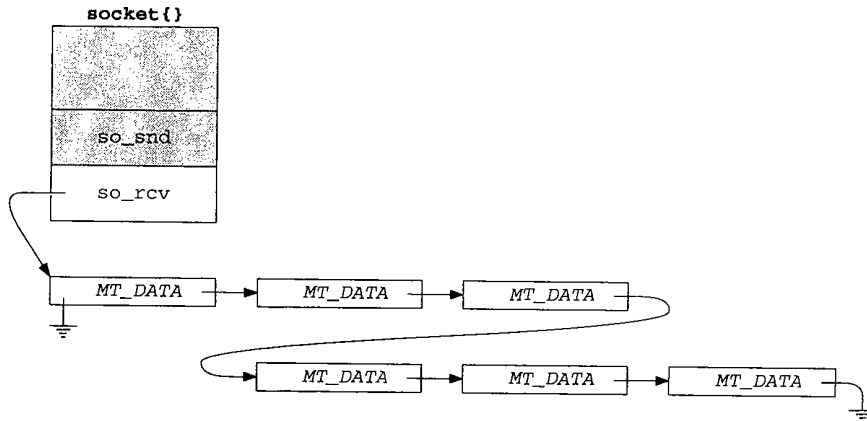 socket{}
so_snd
so_rcv
MT_DATA MT_DATA MT_DATA
MT_DATA MT_DATA MT_DATA